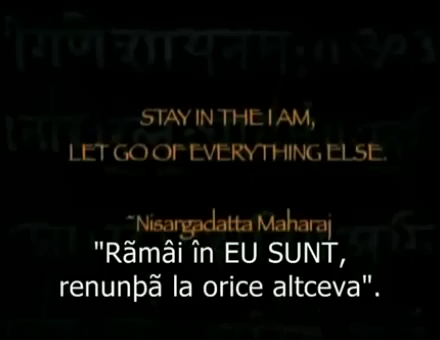 STAY IN THE I AM,
LET GO OF EVERYTHING ELSE.
~Nisargadatta Maharaj
"Rãmâi în EU SUNT,
renunþã la orice altceva".